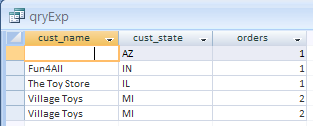 qryExp
cust_name cust_state orders
AZ 1
Fun4All IN 1
The Toy Store IL 1
Village Toys MI 2
Village Toys MI 2